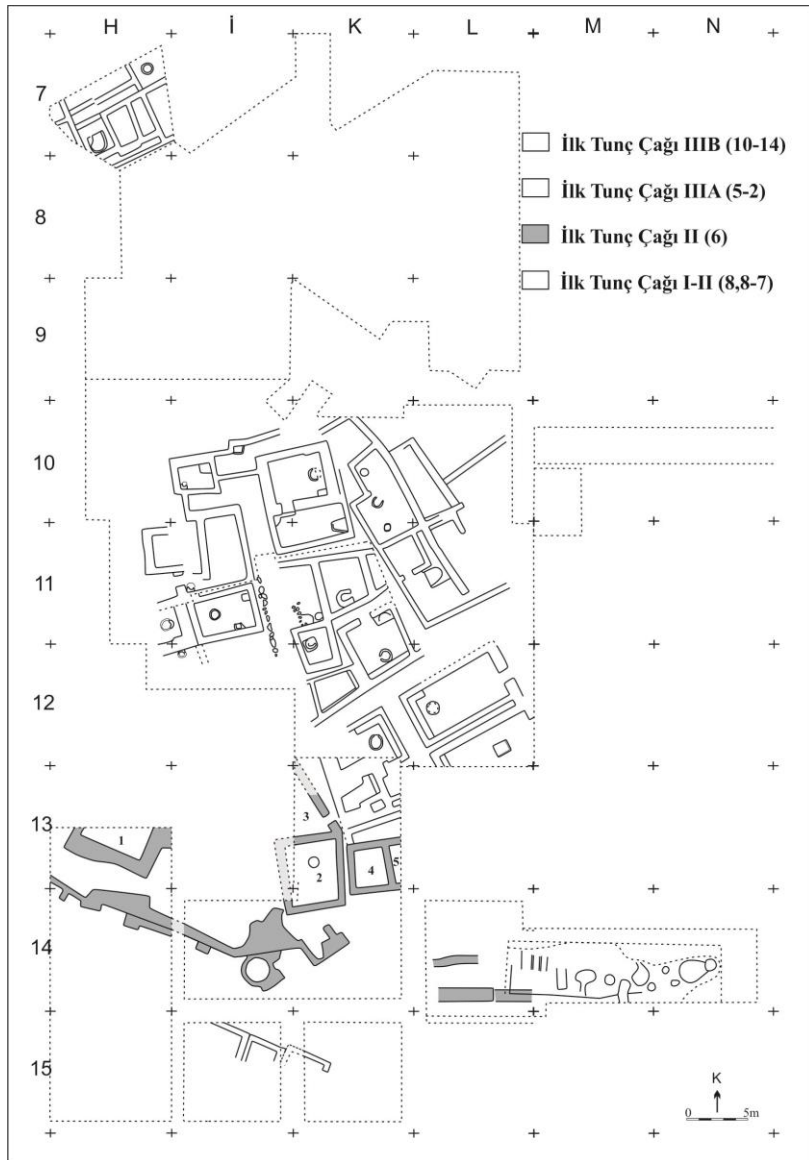 H İ K L M N
7
İlk Tunç Çağı IIIB (10-14)
İlk Tunç Çağı IIIA (5-2)
8
İlk Tunç Çağı II (6)
İlk Tunç Çağı I-II (8,8-7)
9
10
11
12
13
3
1
2
4
5
14
15
K
0 5m